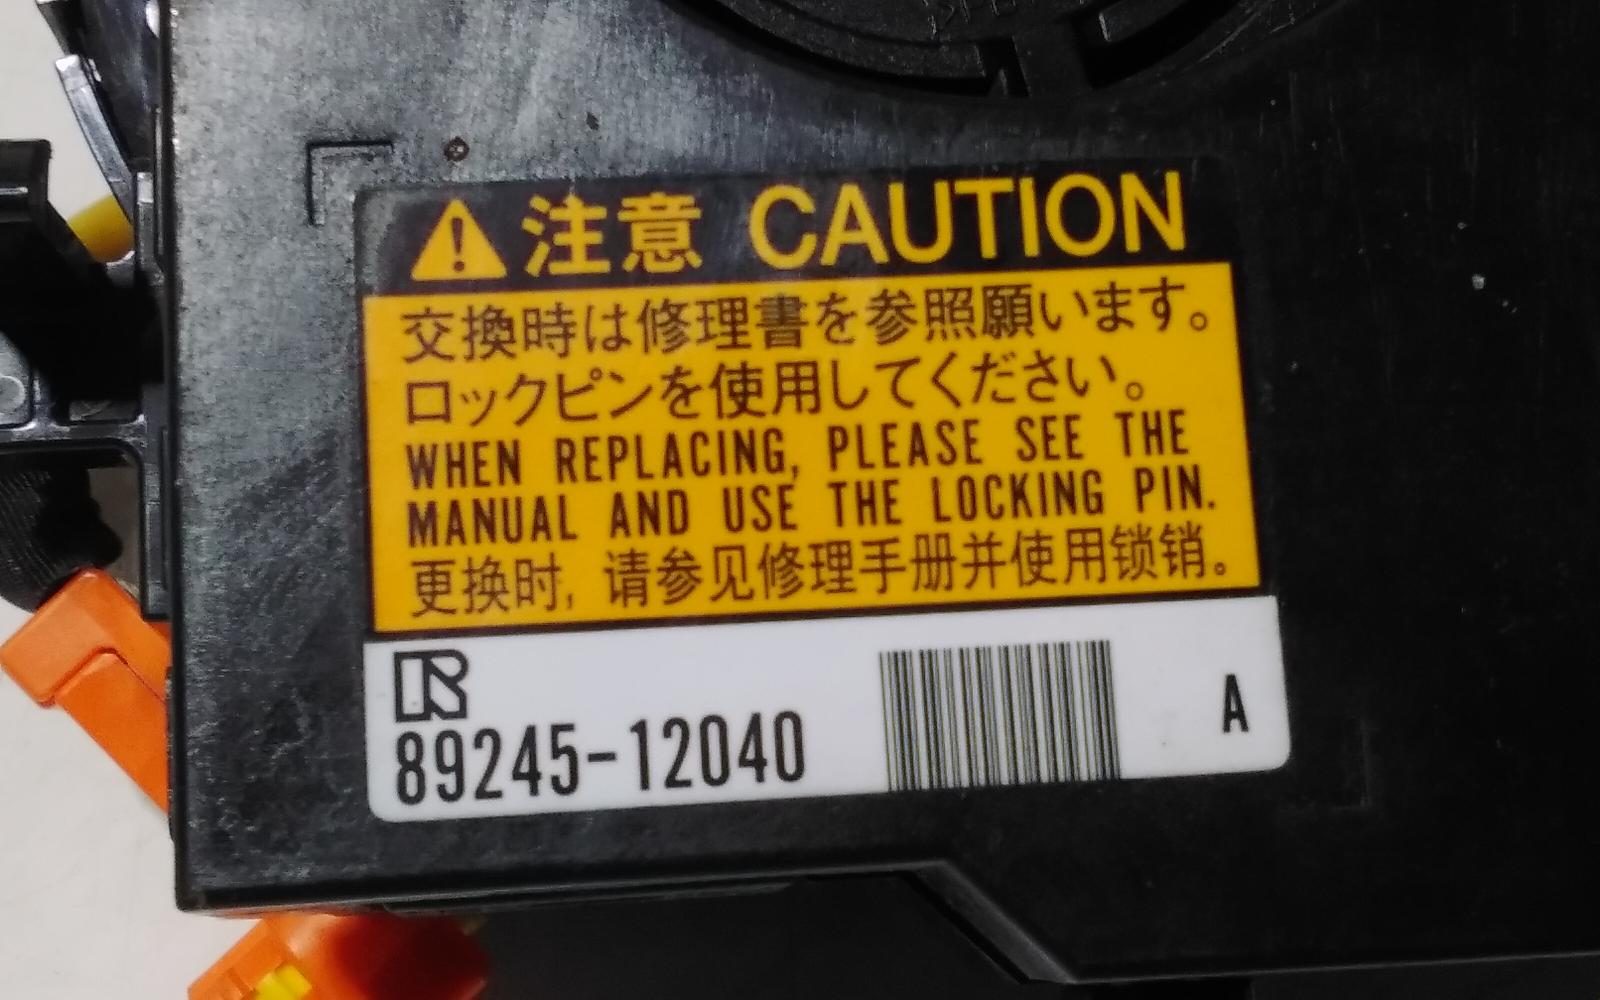 注意 CAUTION
交換時は修理書を参照願います。
ロックピンを使用してください。
WHEN REPLACING, PLEASE SEE THE
MANUAL AND USE THE LOCKING PIN.
更换时, 请参见修理手册并使用锁销。
R
89245-12040 A